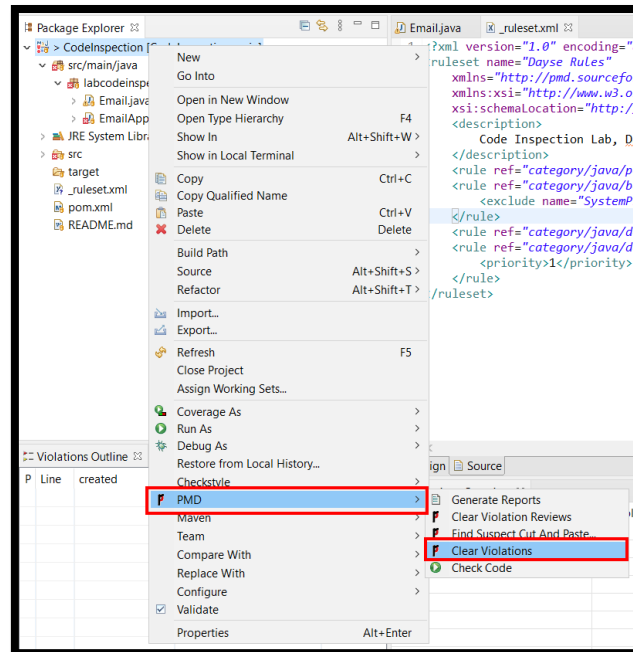 Package Explorer
Email.java
_ruleset.xml
> CodeInspection
src/main/java
labcodeinspe
Email.java
EmailApp
JRE System Libra
src
target
_ruleset.xml
pom.xml
README.md
New
Go Into
Open in New Window
Open Type Hierarchy F4
Show In Alt+Shift+W
Show in Local Terminal
Copy Ctrl+C
Copy Qualified Name
Paste Ctrl+V
Delete Delete
Build Path
Source Alt+Shift+S
Refactor Alt+Shift+T
Import...
Export...
Refresh F5
Close Project
Assign Working Sets...
Coverage As
Run As
Debug As
Restore from Local History...
Checkstyle
PMD
Maven
Team
Compare With
Replace With
Configure
Validate
Properties Alt+Enter
1 <?xml version="1.0" encoding="
ruleset name="Dayse Rules"
xmlns="http://pmd.sourcefo
xmlns:xsi="http://www.w3.o
xsi:schemaLocation="http:/
<description>
Code Inspection Lab, D
</description>
<rule ref="category/java/p
<rule ref="category/java/b
<exclude name="SystemP
</rule>
<rule ref="category/java/d
<rule ref="category/java/d
<priority>1</priority>
</rule>
/ruleset>
ign Source
Violations Outline
P Line created
Generate Reports
Clear Violation Reviews
Find Suspect Cut And Paste...
Clear Violations
Check Code